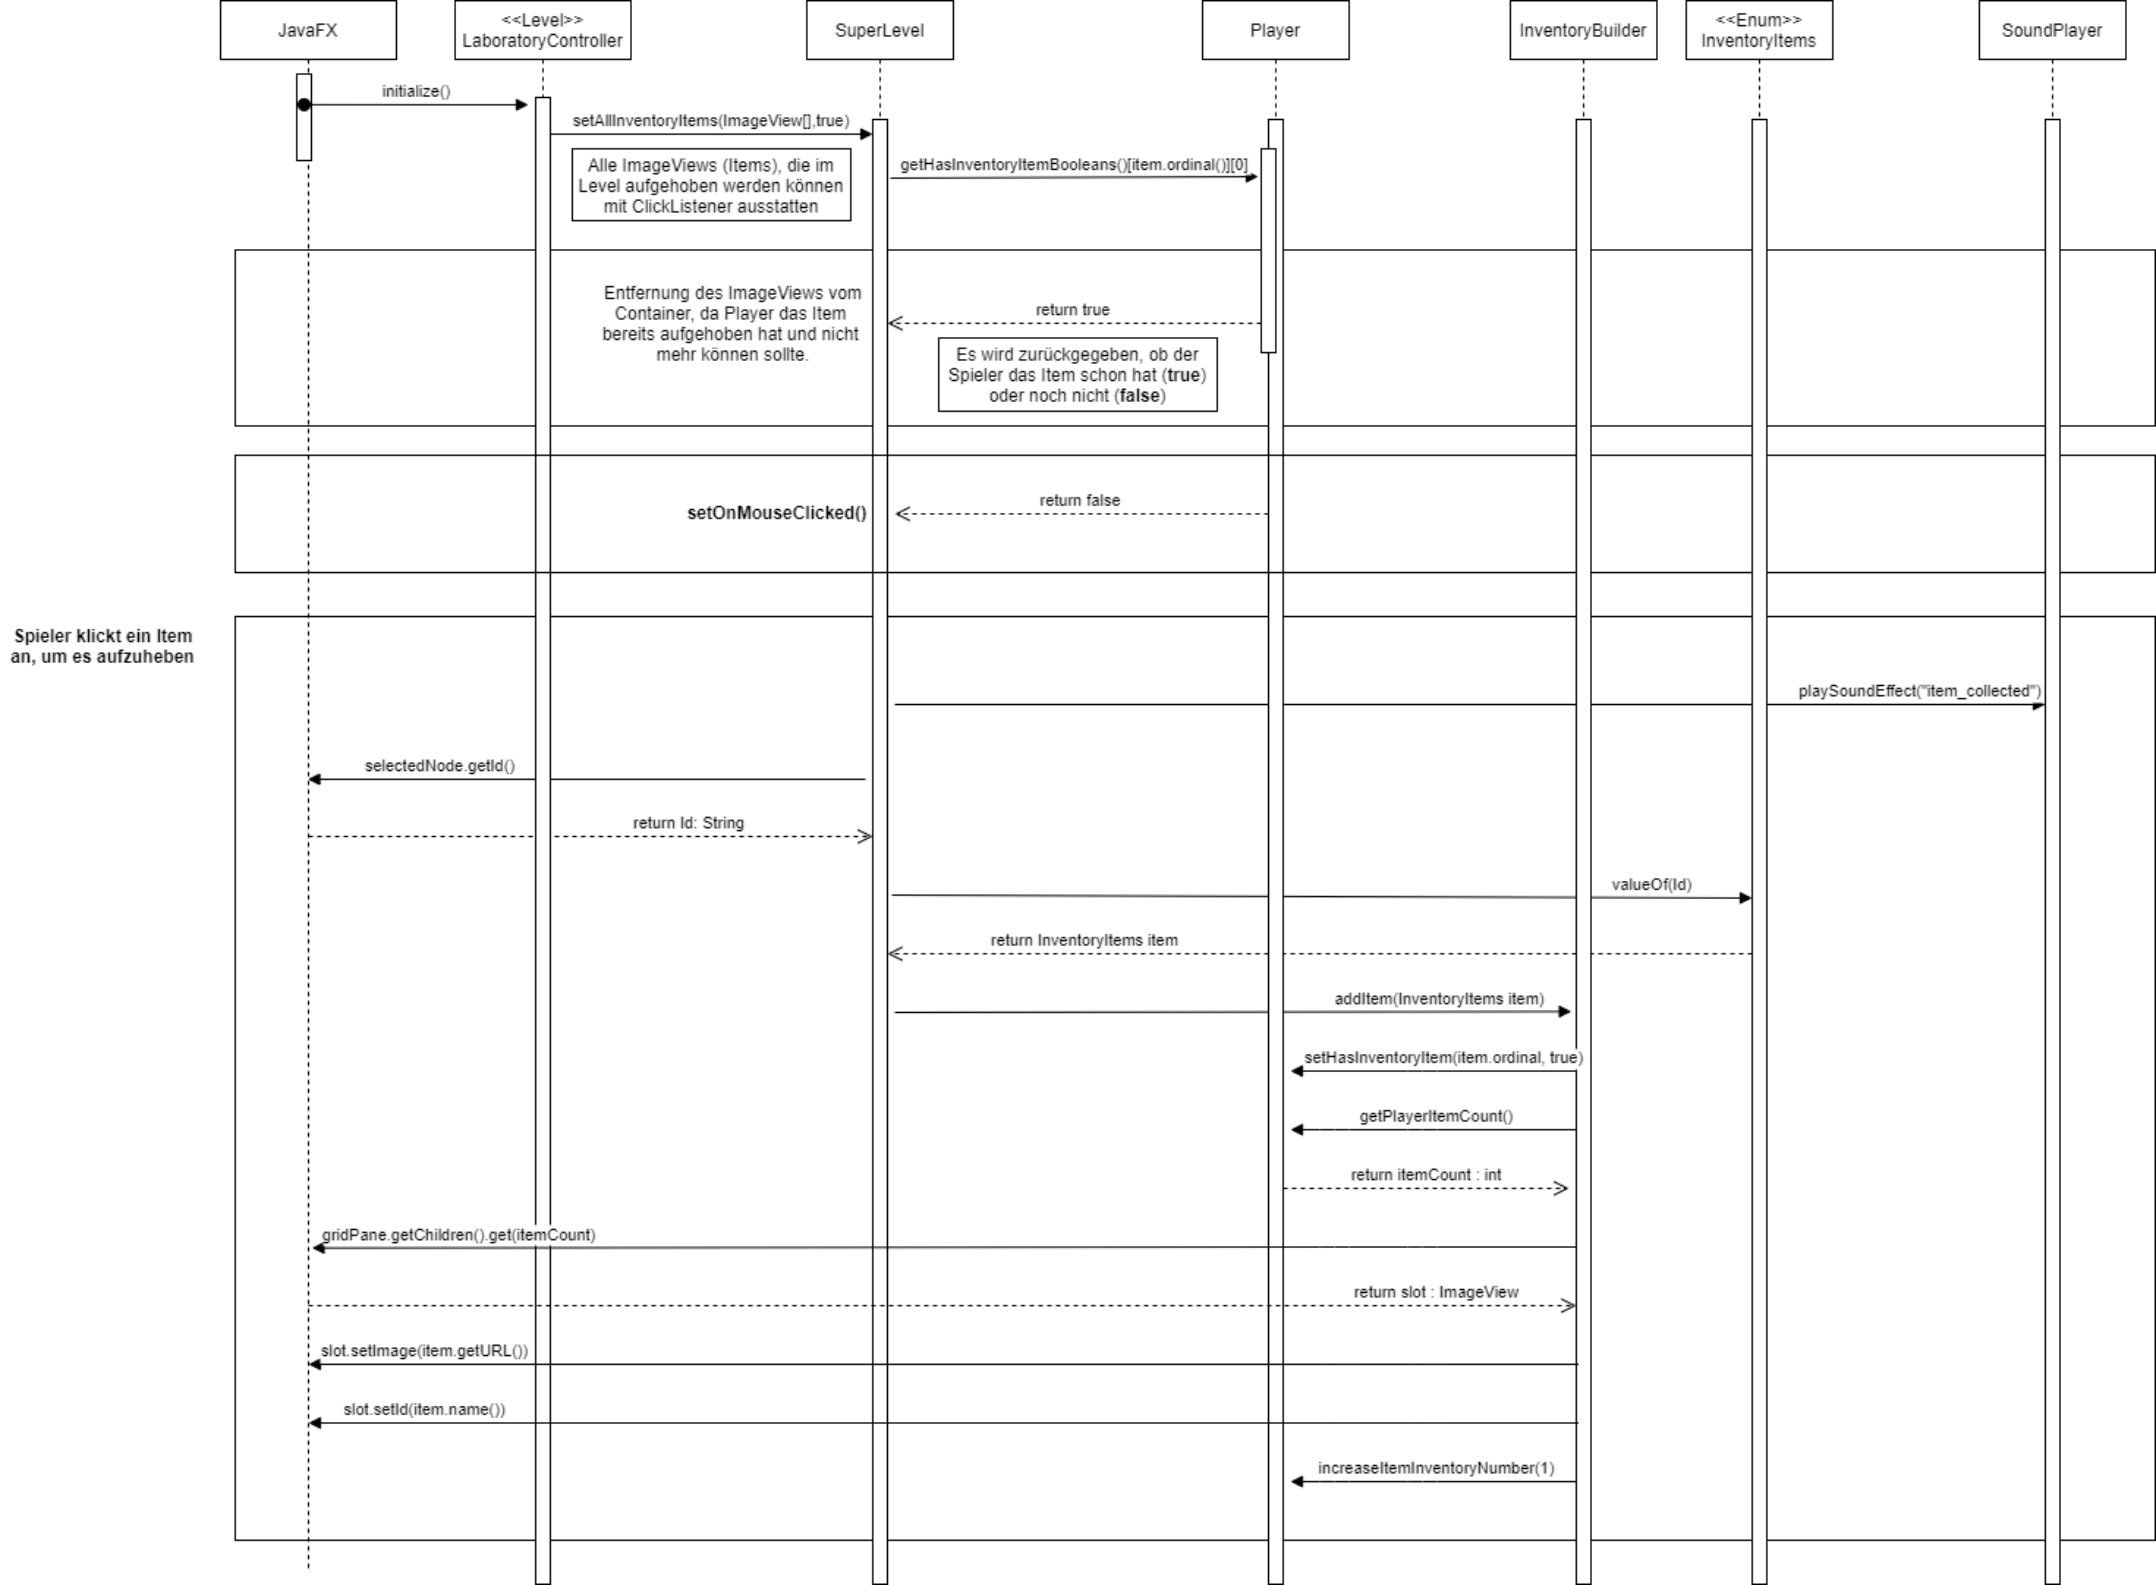 JavaFX
<<Level>>
LaboratoryController
SuperLevel
Player
InventoryBuilder
<<Enum>>
InventoryItems
SoundPlayer
initialize()
setAllInventoryItems(ImageView[],true)
Alle ImageViews (Items), die im
Level aufgehoben werden können
mit ClickListener ausstatten
getHasInventoryItemBooleans()[item.ordinal()][0]
Entfernung des ImageViews vom
Container, da Player das Item
bereits aufgehoben hat und nicht
mehr können sollte.
return true
Es wird zurückgegeben, ob der
Spieler das Item schon hat (true)
oder noch nicht (false)
setOnMouseClicked()
return false
Spieler klickt ein Item
an, um es aufzuheben
playSoundEffect("item_collected")
selectedNode.getId()
return Id: String
valueOf(Id)
return InventoryItems item
addItem(InventoryItems item)
setHasInventoryItem(item.ordinal, true)
getPlayerItemCount()
return itemCount : int
gridPane.getChildren().get(itemCount)
return slot : ImageView
slot.setImage(item.getURL())
slot.setId(item.name())
increaseItemInventoryNumber(1)